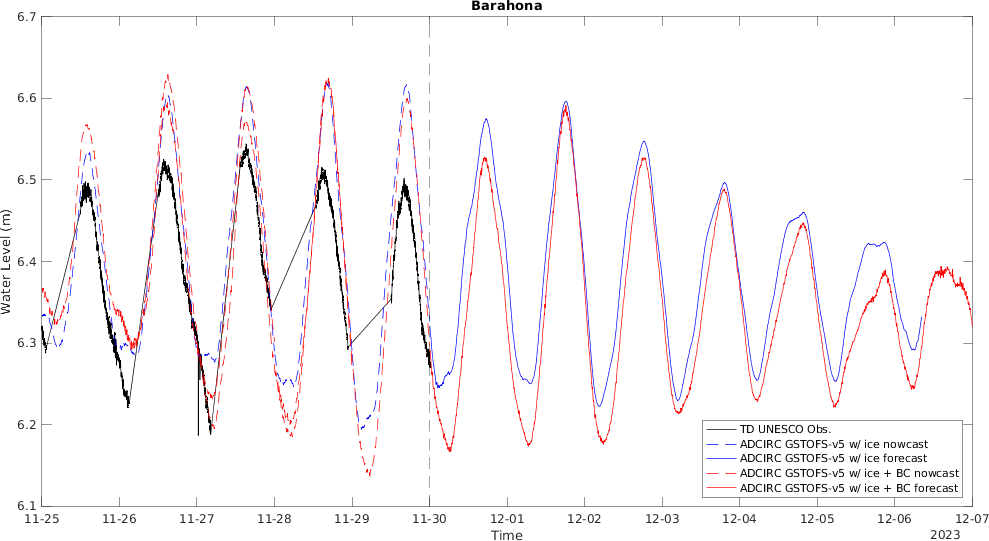 Barahona
6.7
6.6
6.5
6.4
6.3
6.2
6.1
Water Level (m)
11-25 11-26 11-27 11-28 11-29 11-30 12-01 12-02 12-03 12-04 12-05 12-06 12-07
Time
2023
TD UNESCO Obs.
ADCIRC GSTOFS-v5 w/ ice nowcast
ADCIRC GSTOFS-v5 w/ ice forecast
ADCIRC GSTOFS-v5 w/ ice + BC nowcast
ADCIRC GSTOFS-v5 w/ ice + BC forecast